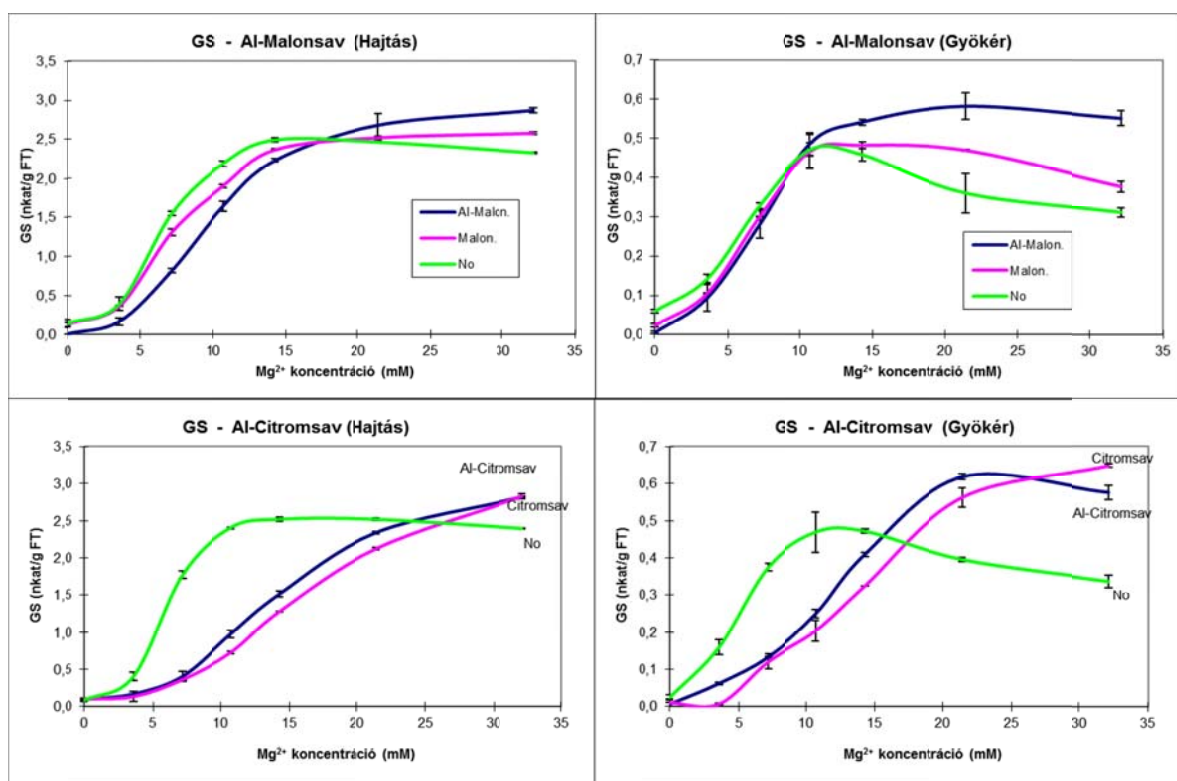 GS - Al-Malonsav (Hajtás)
GS (nkat/g FT)
3,5
3,0
2,5
2,0
1,5
1,0
0,5
0,0
Al-Makn.
Malon.
No
0 5 10 15 20 25 30 35
Mg²⁺ koncentráció (mM)
GS - Al-Malonsav (Gyökér)
GS (nkat/g FT)
0,7
0,6
0,5
0,4
0,3
0,2
0,1
0,0
Al-Malon.
Malon.
No
0 5 10 15 20 25 30 35
Mg²⁺ koncentráció (mM)
GS - Al-Citromsav (Hajtás)
GS (nkat/g FT)
3,5
3,0
2,5
2,0
1,5
1,0
0,5
0,0
Al-Citromsav
Citromsav
No
0 5 10 15 20 25 30 35
Mg²⁺ koncentráció (mM)
GS - Al-Citromsav (Gyökér)
GS (nkat/g FT)
0,7
0,6
0,5
0,4
0,3
0,2
0,1
0,0
Citromsav
Al-Citromsav
No
0 5 10 15 20 25 30 35
Mg²⁺ koncentráció (mM)